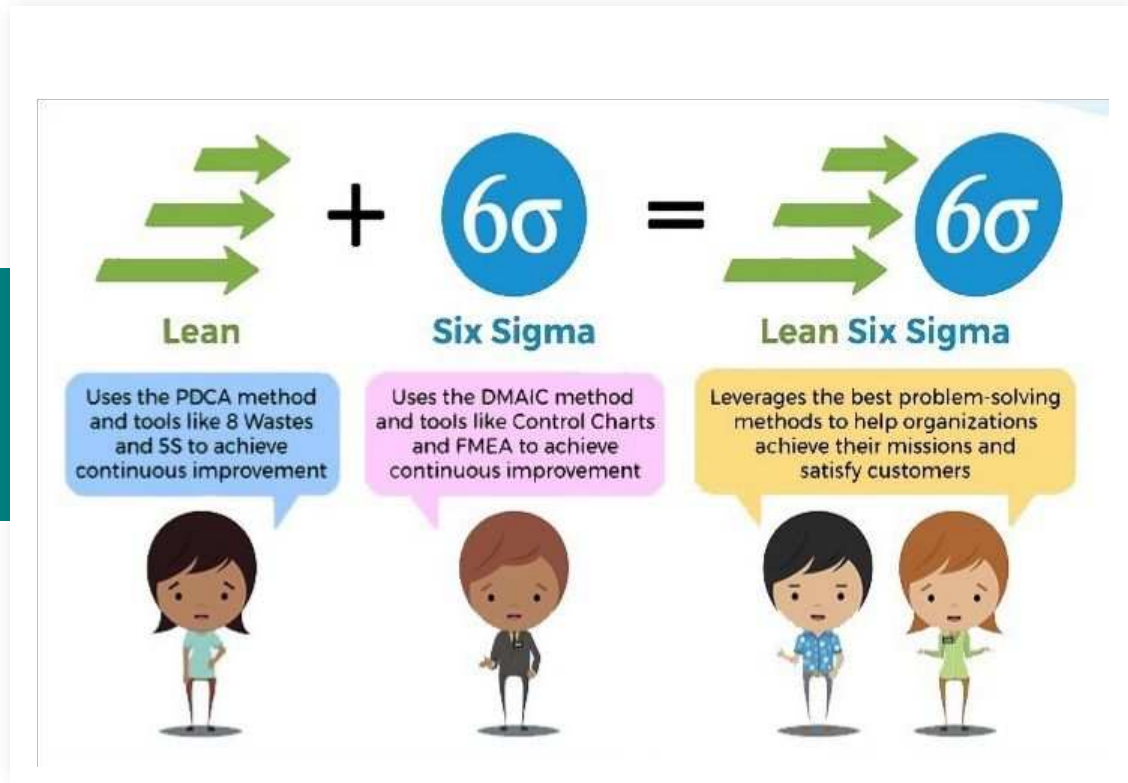 +
6σ
=
6σ
Lean
Six Sigma
Lean Six Sigma
Uses the PDCA method
and tools like 8 Wastes
and 5S to achieve
continuous improvement
Uses the DMAIC method
and tools like Control Charts
and FMEA to achieve
continuous improvement
Leverages the best problem-solving
methods to help organizations
achieve their missions and
satisfy customers